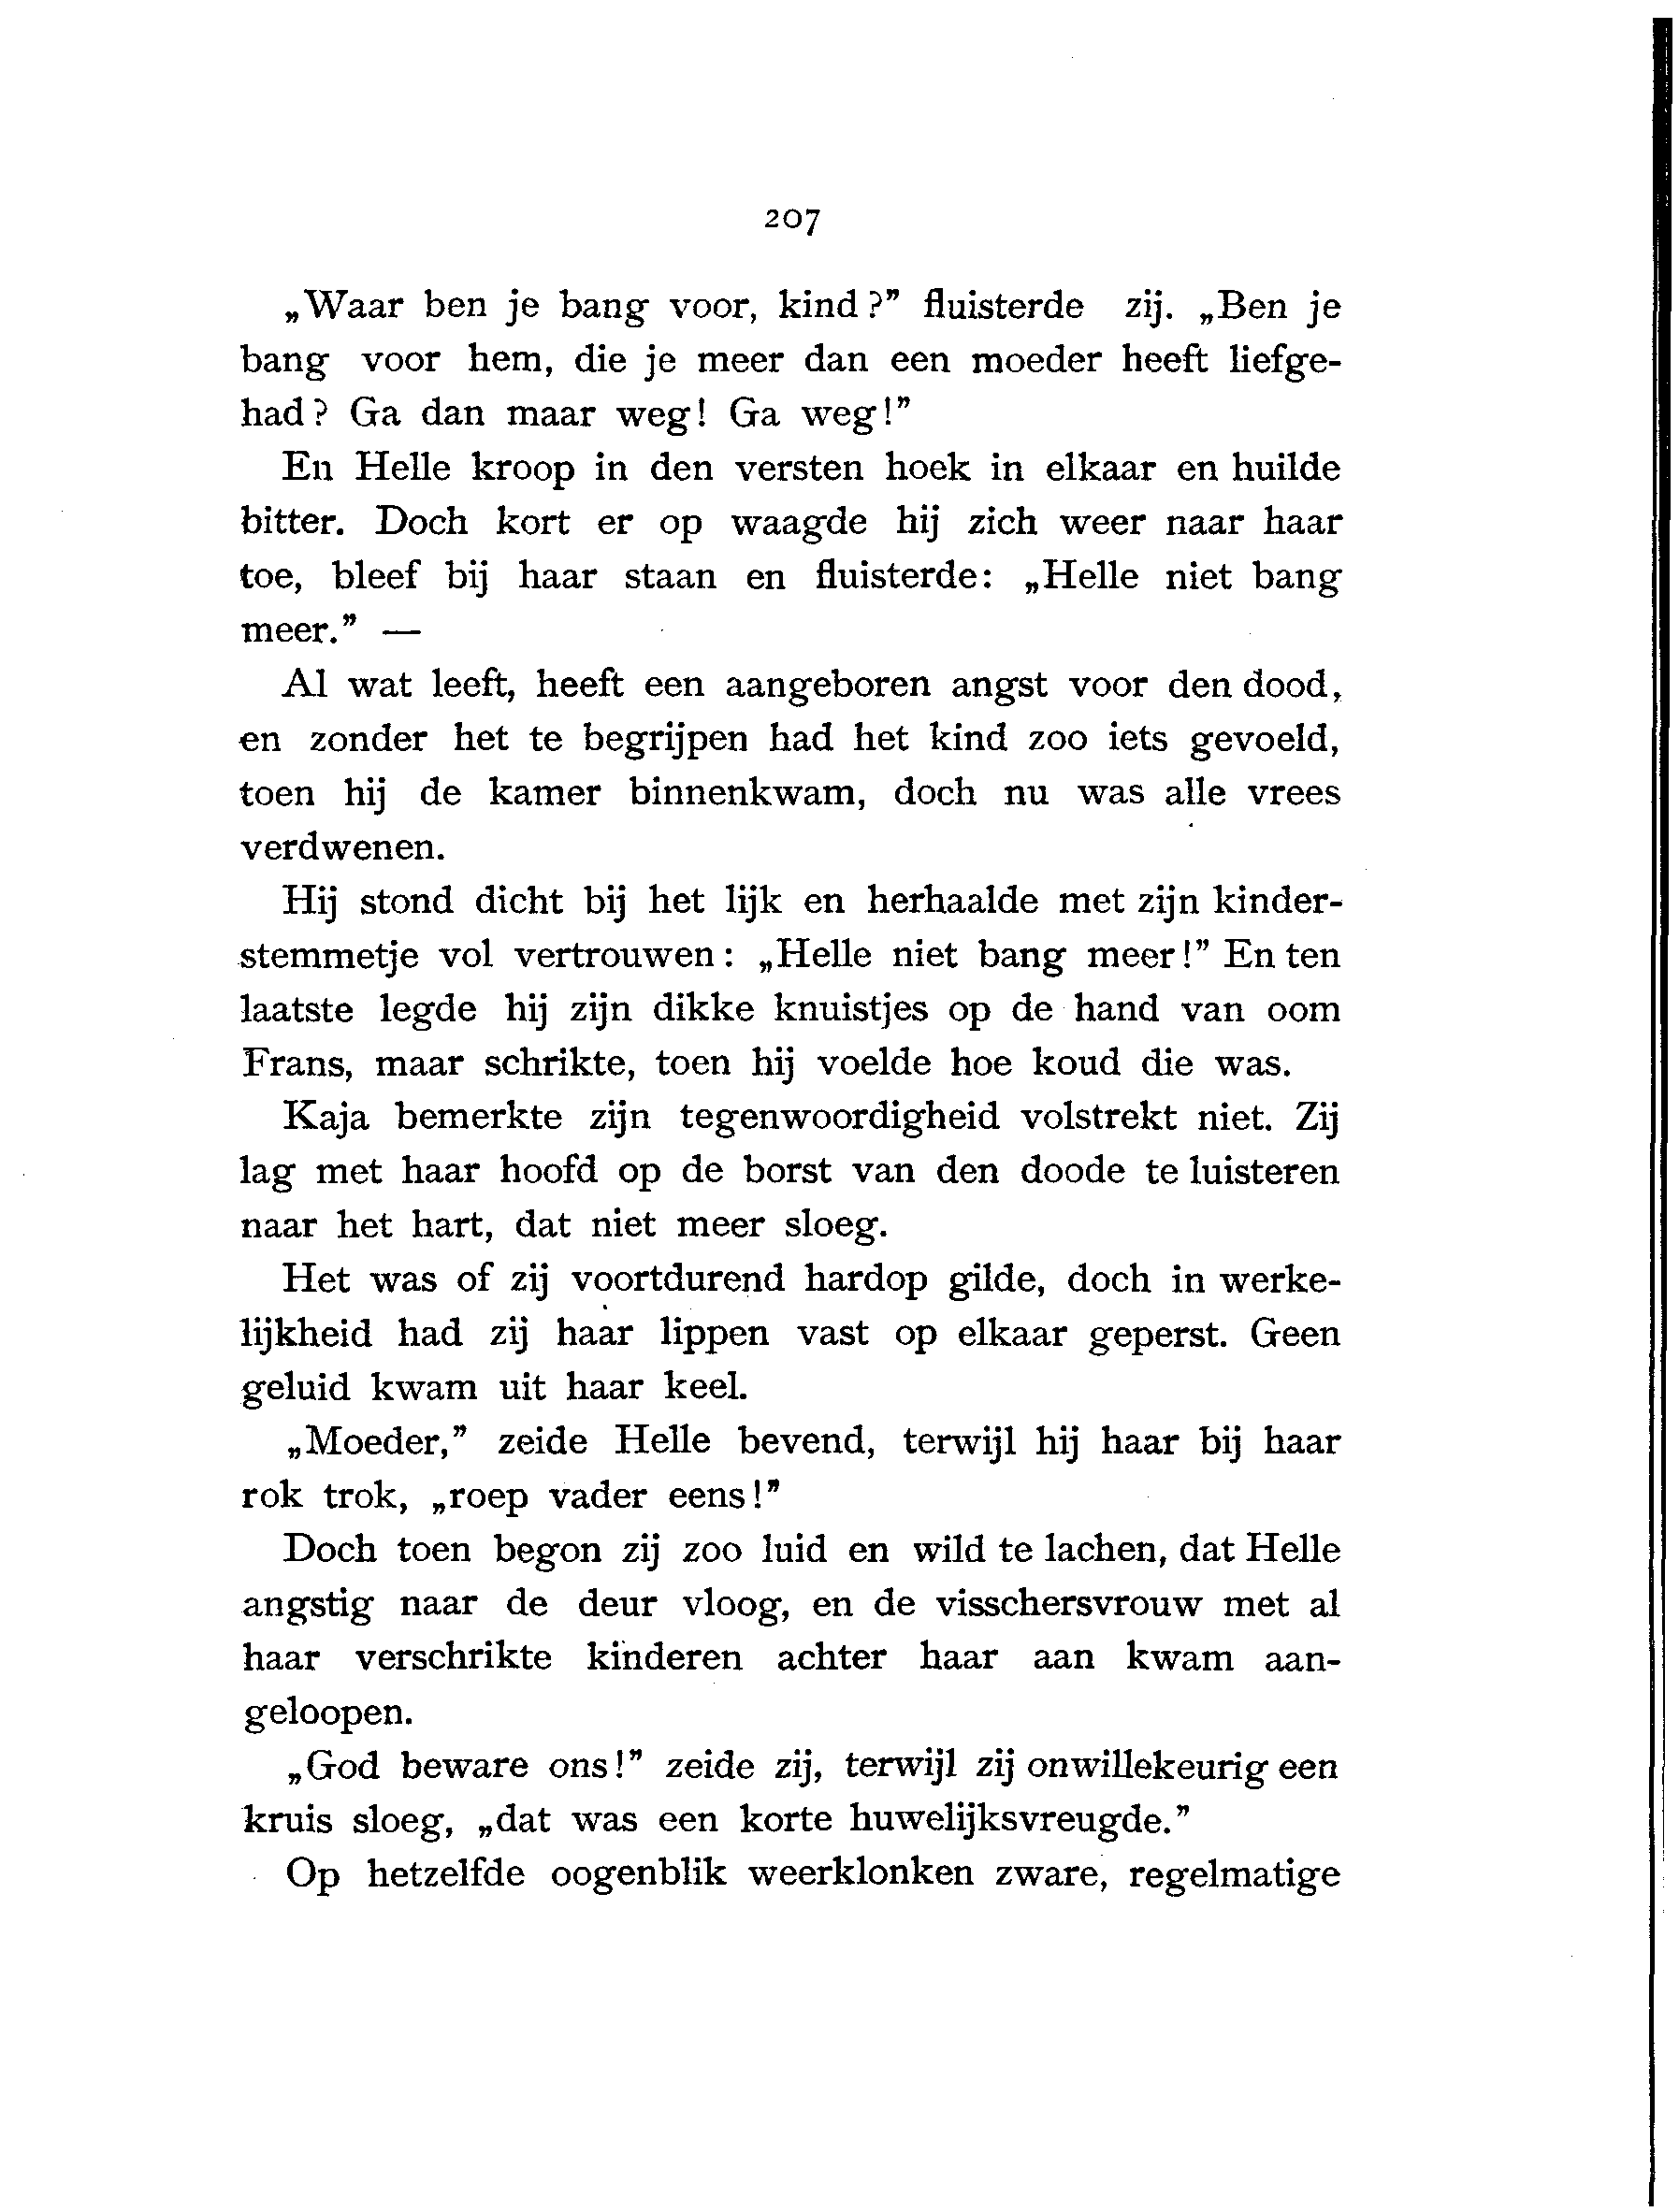 207
„Waar ben je bang voor, kind?” fluisterde zij. „Ben je
bang voor hem, die je meer dan een moeder heeft liefge-
had? Ga dan maar weg! Ga weg!”
En Helle kroop in den versten hoek in elkaar en huilde
bitter. Doch kort er op waagde hij zich weer naar haar
toe, bleef bij haar staan en fluisterde: „Helle niet bang
meer.” —
Al wat leeft, heeft een aangeboren angst voor den dood,
en zonder het te begrijpen had het kind zoo iets gevoeld,
toen hij de kamer binnenkwam, doch nu was alle vrees
verdwenen.
Hij stond dicht bij het lijk en herhaalde met zijn kinder-
stemmetje vol vertrouwen: „Helle niet bang meer!” En ten
laatste legde hij zijn dikke knuistjes op de hand van oom
Frans, maar schrikte, toen hij voelde hoe koud die was.
Kaja bemerkte zijn tegenwoordigheid volstrekt niet. Zij
lag met haar hoofd op de borst van den doode te luisteren
naar het hart, dat niet meer sloeg.
Het was of zij voortdurend hardop gilde, doch in werke-
lijkheid had zij haar lippen vast op elkaar geperst. Geen
geluid kwam uit haar keel.
„Moeder,” zeide Helle bevend, terwijl hij haar bij haar
rok trok, „roep vader eens!”
Doch toen begon zij zoo luid en wild te lachen, dat Helle
angstig naar de deur vloog, en de visschersvrouw met al
haar verschrikte kinderen achter haar aan kwam aan-
geloopen.
„God beware ons!” zeide zij, terwijl zij onwillekeurig een
kruis sloeg, „dat was een korte huwelijksvreugde.”
Op hetzelfde oogenblik weerklonken zware, regelmatige